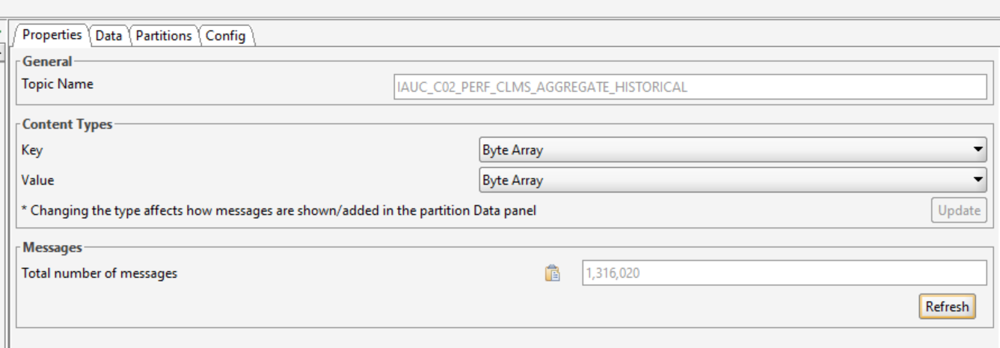 Properties Data Partitions Config
General
Topic Name IAUC_C02_PERF_CLMS_AGGREGATE_HISTORICAL
Content Types
Key Byte Array
Value Byte Array
* Changing the type affects how messages are shown/added in the partition Data panel Update
Messages
Total number of messages 1,316,020
Refresh